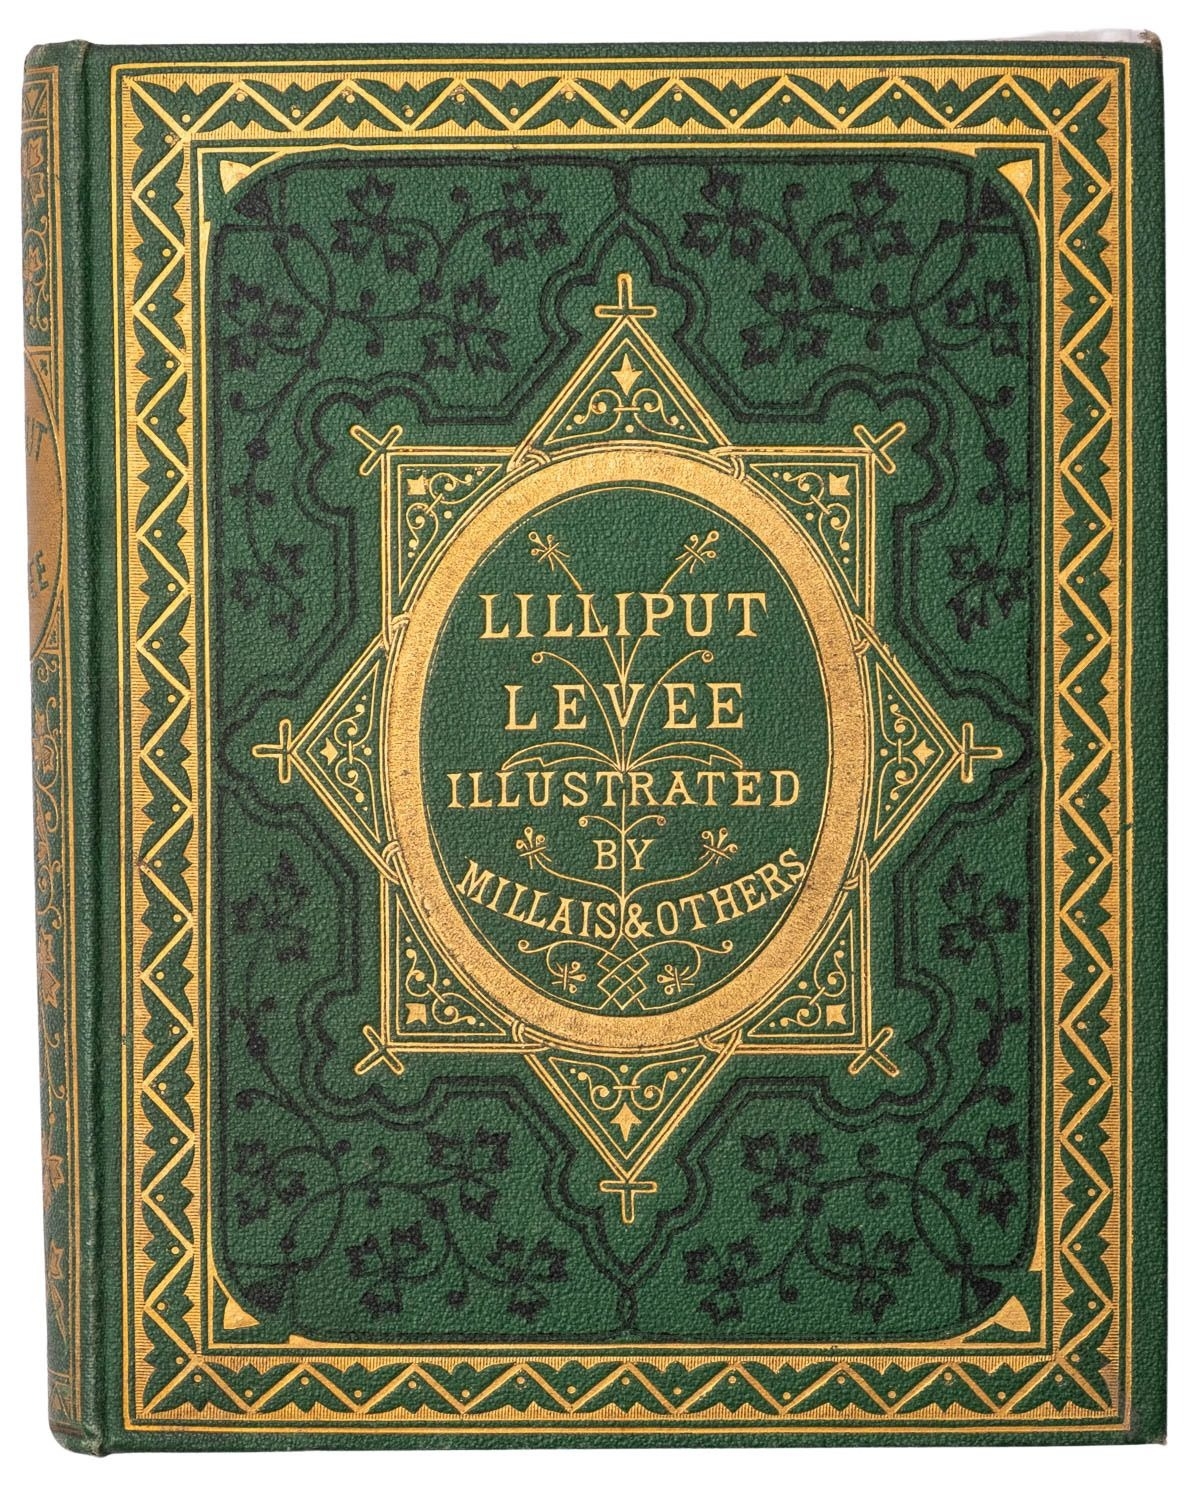 LILLIPUT
LEVEE
ILLUSTRATED
BY
MILLAIS & OTHERS